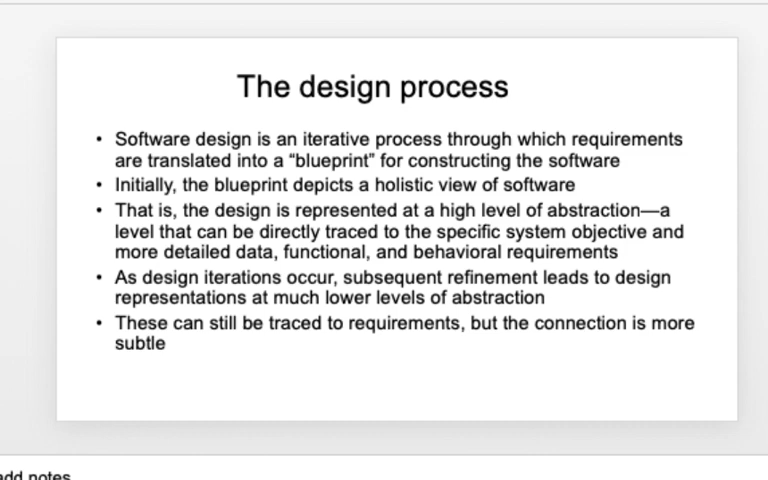 The design process
• Software design is an iterative process through which requirements
are translated into a “blueprint” for constructing the software
• Initially, the blueprint depicts a holistic view of software
• That is, the design is represented at a high level of abstraction—a
level that can be directly traced to the specific system objective and
more detailed data, functional, and behavioral requirements
• As design iterations occur, subsequent refinement leads to design
representations at much lower levels of abstraction
• These can still be traced to requirements, but the connection is more
subtle
add notes